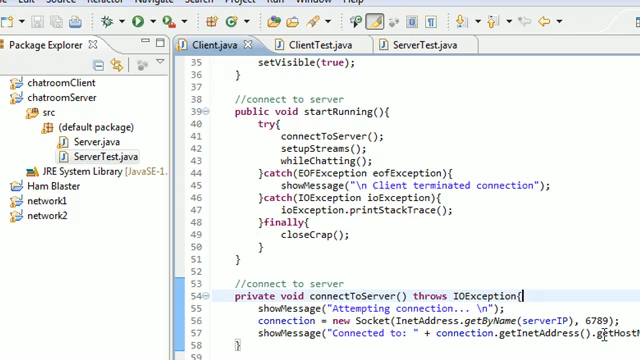 Refactor Source Navigate Search Project Run Window Help
Package Explorer
chatroomClient
chatroomServer
src
(default package)
Server.java
ServerTest.java
JRE System Library [JavaSE-1
Ham Blaster
network1
network2
Client.java ClientTest.java ServerTest.java
35 setVisible(true);
36 }
37
38 //connect to server
39 public void startRunning(){
40 try{
41 connectToServer();
42 setupStreams();
43 whileChatting();
44 }catch(EOFException eofException){
45 showMessage("\n Client terminated connection");
46 }catch(IOException ioException){
47 ioException.printStackTrace();
48 }finally{
49 closeCrap();
50 }
51 }
52
53 //connect to server
54 private void connectToServer() throws IOException{
55 showMessage("Attempting connection... \n");
56 connection = new Socket(InetAddress.getByName(serverIP), 6789);
57 showMessage("Connected to: " + connection.getInetAddress().getHostN
58 }